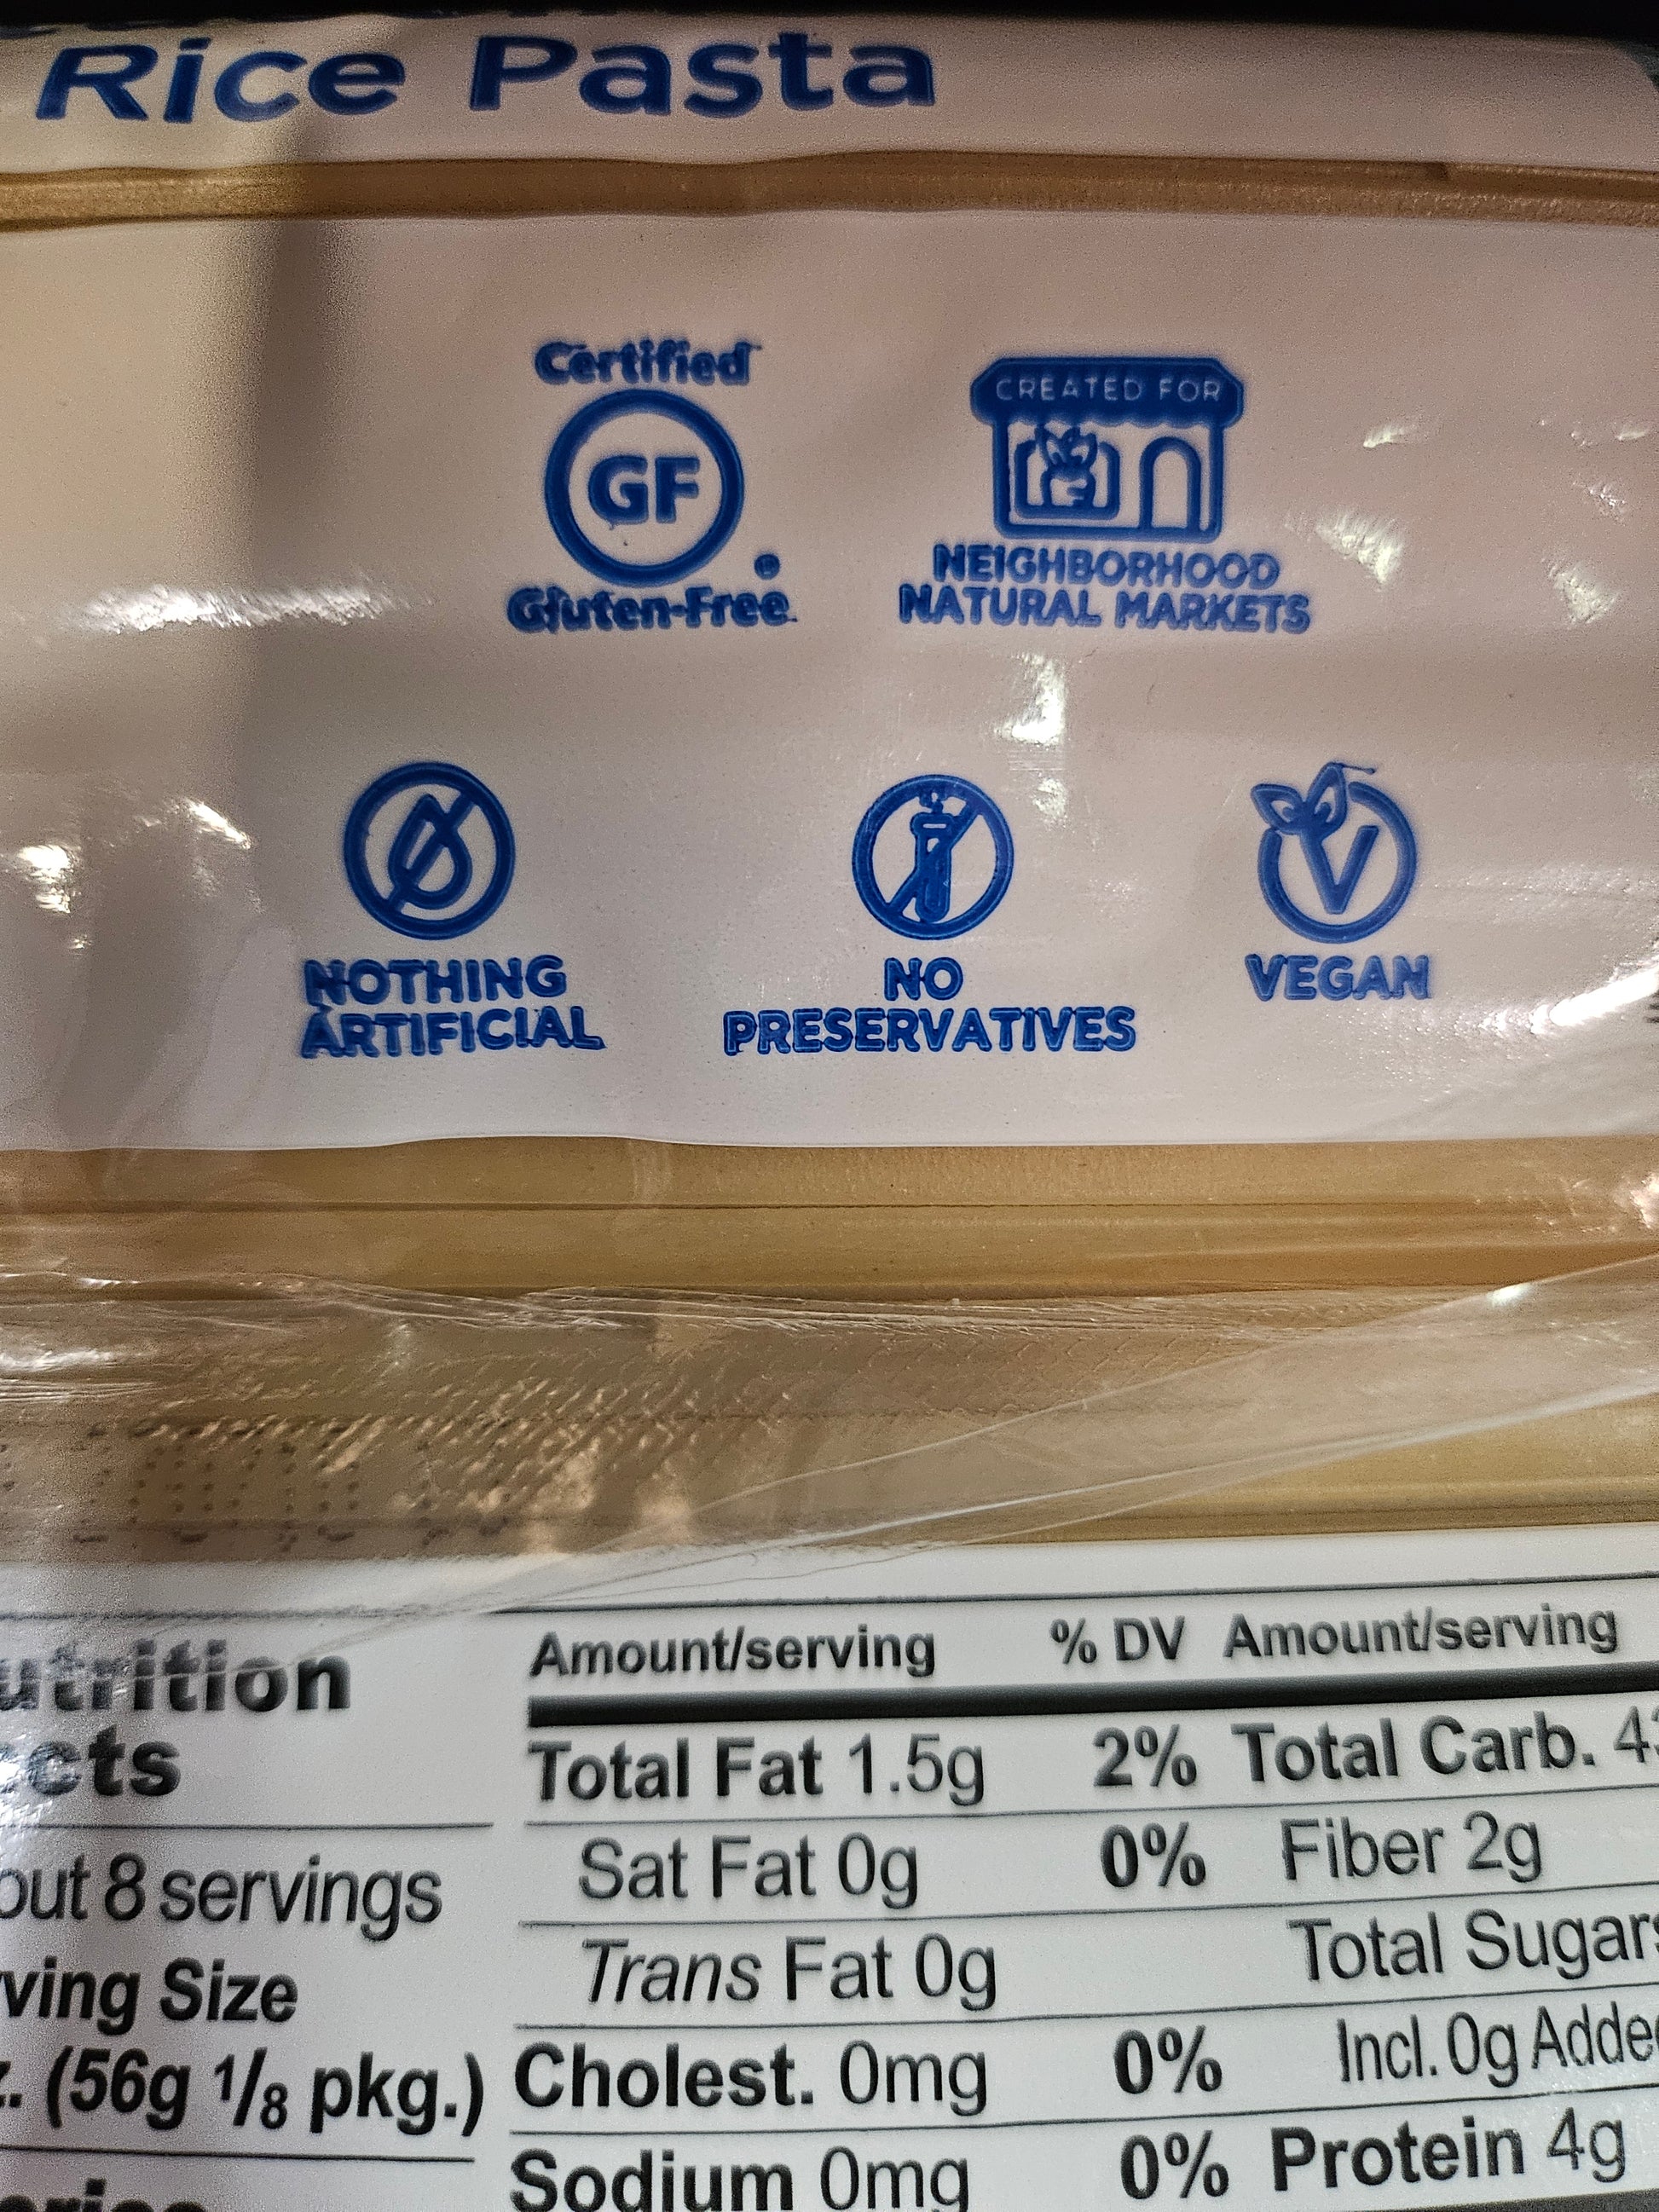 Rice Pasta
Certified
GF
®
Gluten-Free
CREATED FOR
NEIGHBORHOOD
NATURAL MARKETS
NOTHING
ARTIFICIAL
NO
PRESERVATIVES
V
VEGAN
utrition
cts
out 8 servings
ving Size
. (56g 1/8 pkg.)
Amount/serving % DV Amount/serving
Total Fat 1.5g 2% Total Carb. 4
Sat Fat 0g 0% Fiber 2g
Trans Fat 0g Total Sugars
Cholest. 0mg 0% Incl. 0g Adde
Sodium 0mg 0% Protein 4g